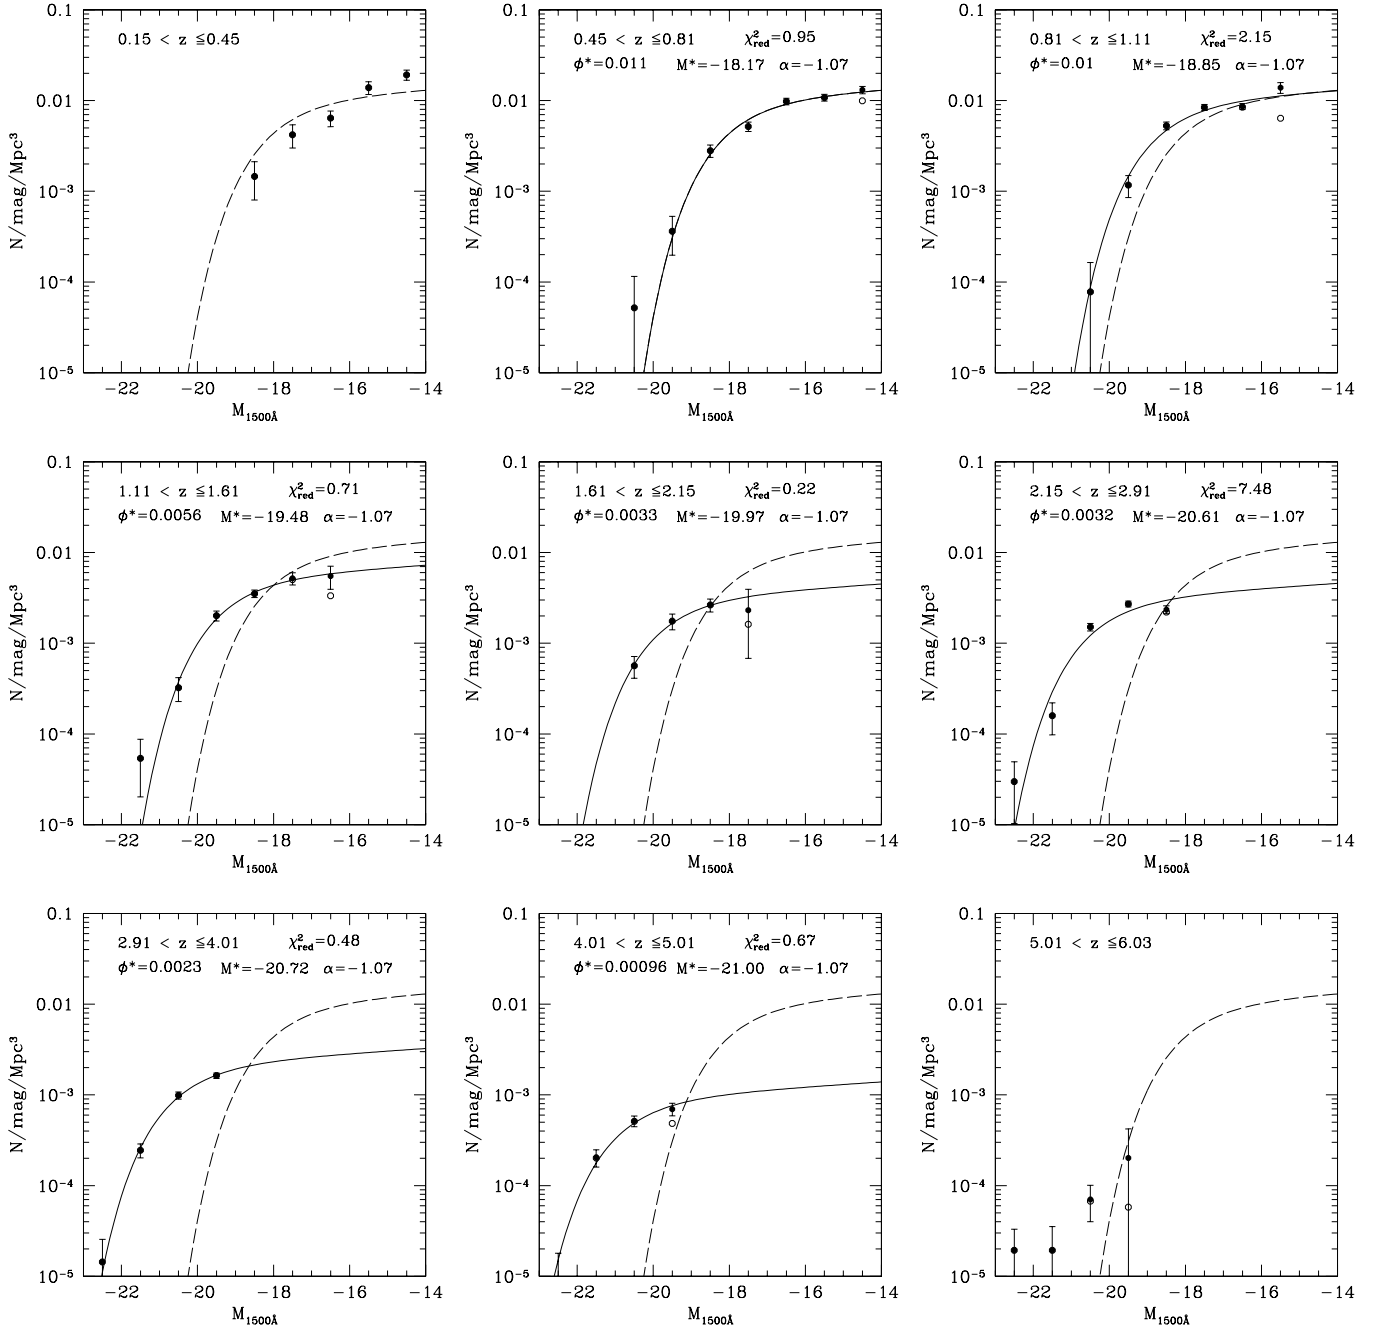 0.1
0.15 < z ≤0.45
0.01
10⁻³
10⁻⁴
10⁻⁵
N/mag/Mpc³
−22 −20 −18 −16 −14
M₁₅₀₀Å
0.1
0.45 < z ≤0.81 χ²red=0.95
ϕ*=0.011 M*=−18.17 α=−1.07
0.01
10⁻³
10⁻⁴
10⁻⁵
N/mag/Mpc³
−22 −20 −18 −16 −14
M₁₅₀₀Å
0.1
0.81 < z ≤1.11 χ²red=2.15
ϕ*=0.01 M*=−18.85 α=−1.07
0.01
10⁻³
10⁻⁴
10⁻⁵
N/mag/Mpc³
−22 −20 −18 −16 −14
M₁₅₀₀Å
0.1
1.11 < z ≤1.61 χ²red=0.71
ϕ*=0.0056 M*=−19.48 α=−1.07
0.01
10⁻³
10⁻⁴
10⁻⁵
N/mag/Mpc³
−22 −20 −18 −16 −14
M₁₅₀₀Å
0.1
1.61 < z ≤2.15 χ²red=0.22
ϕ*=0.0033 M*=−19.97 α=−1.07
0.01
10⁻³
10⁻⁴
10⁻⁵
N/mag/Mpc³
−22 −20 −18 −16 −14
M₁₅₀₀Å
0.1
2.15 < z ≤2.91 χ²red=7.48
ϕ*=0.0032 M*=−20.61 α=−1.07
0.01
10⁻³
10⁻⁴
10⁻⁵
N/mag/Mpc³
−22 −20 −18 −16 −14
M₁₅₀₀Å
0.1
2.91 < z ≤4.01 χ²red=0.48
ϕ*=0.0023 M*=−20.72 α=−1.07
0.01
10⁻³
10⁻⁴
10⁻⁵
N/mag/Mpc³
−22 −20 −18 −16 −14
M₁₅₀₀Å
0.1
4.01 < z ≤5.01 χ²red=0.67
ϕ*=0.00096 M*=−21.00 α=−1.07
0.01
10⁻³
10⁻⁴
10⁻⁵
N/mag/Mpc³
−22 −20 −18 −16 −14
M₁₅₀₀Å
0.1
5.01 < z ≤6.03
0.01
10⁻³
10⁻⁴
10⁻⁵
N/mag/Mpc³
−22 −20 −18 −16 −14
M₁₅₀₀Å